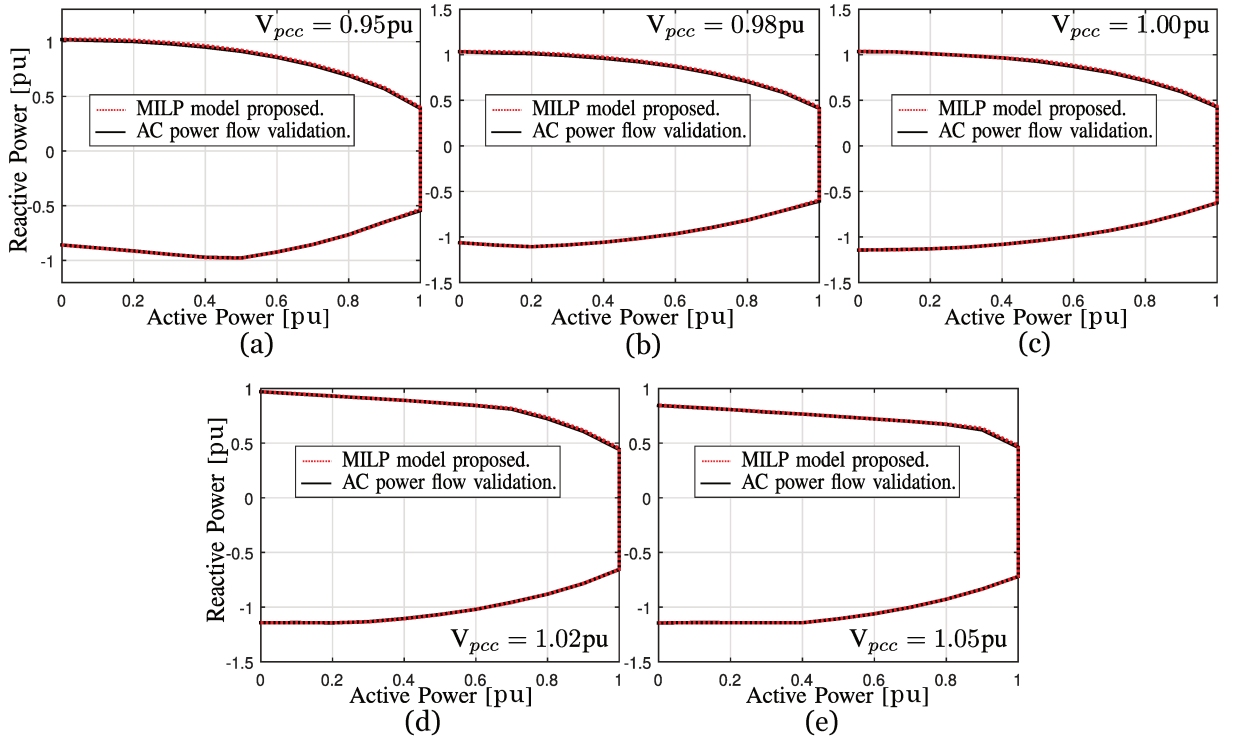 V_pcc = 0.95pu
Reactive Power [pu]
1
0.5
0
-0.5
-1
MILP model proposed.
AC power flow validation.
0 0.2 0.4 0.6 0.8 1
Active Power [pu]
(a)
V_pcc = 0.98pu
1.5
1
0.5
0
-0.5
-1
-1.5
MILP model proposed.
AC power flow validation.
0 0.2 0.4 0.6 0.8 1
Active Power [pu]
(b)
V_pcc = 1.00pu
1.5
1
0.5
0
-0.5
-1
-1.5
MILP model proposed.
AC power flow validation.
0 0.2 0.4 0.6 0.8 1
Active Power [pu]
(c)
Reactive Power [pu]
1
0.5
0
-0.5
-1
-1.5
MILP model proposed.
AC power flow validation.
V_pcc = 1.02pu
0 0.2 0.4 0.6 0.8 1
Active Power [pu]
(d)
1
0.5
0
-0.5
-1
-1.5
MILP model proposed.
AC power flow validation.
V_pcc = 1.05pu
0 0.2 0.4 0.6 0.8 1
Active Power [pu]
(e)